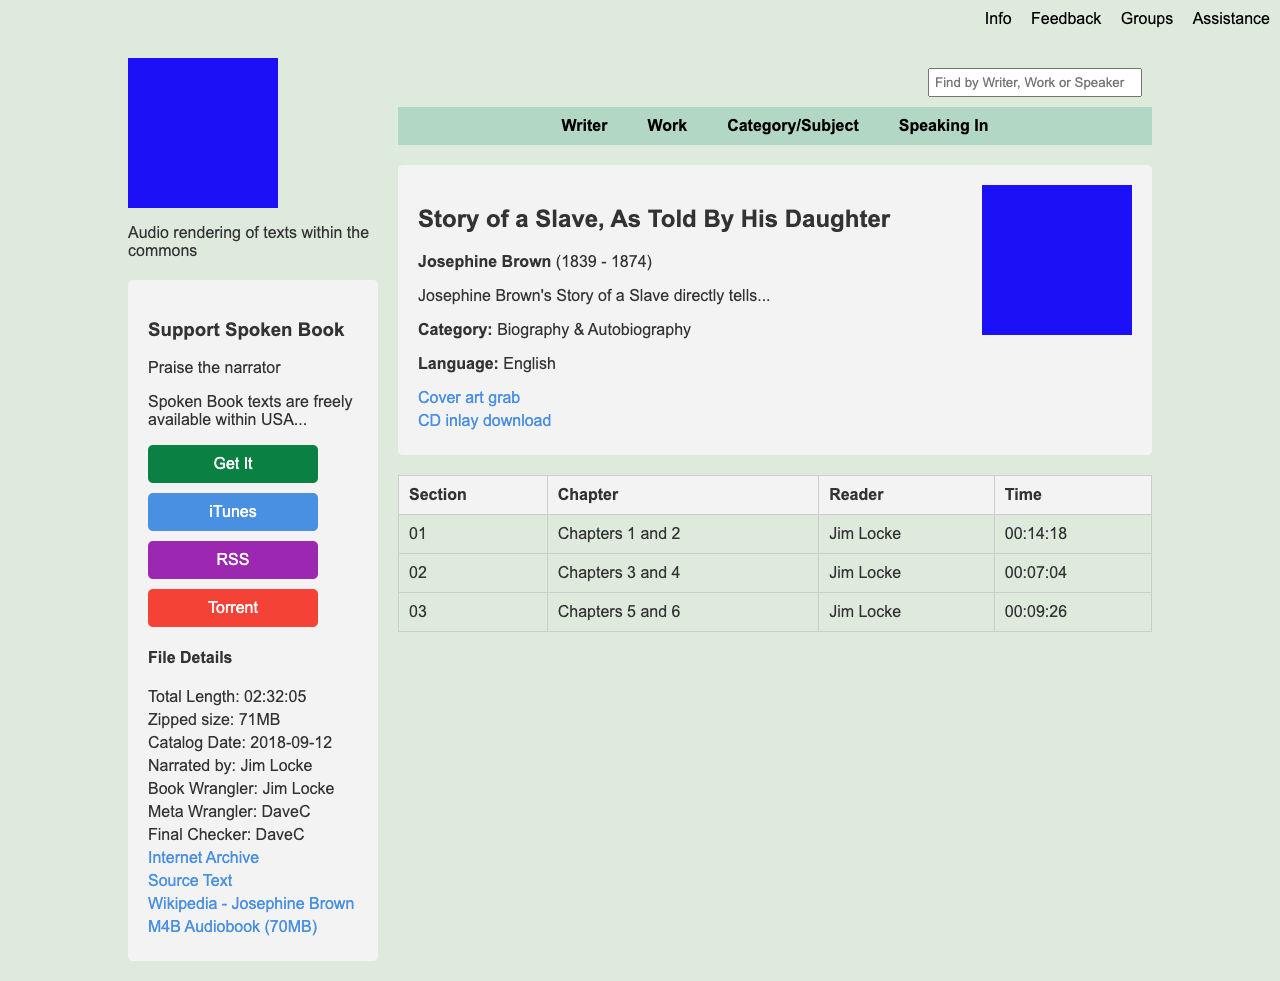 Info Feedback Groups Assistance
Find by Writer, Work or Speaker
Writer Work Category/Subject Speaking In
Audio rendering of texts within the
commons
Support Spoken Book
Praise the narrator
Spoken Book texts are freely
available within USA...
Get It
iTunes
RSS
Torrent
File Details
Total Length: 02:32:05
Zipped size: 71MB
Catalog Date: 2018-09-12
Narrated by: Jim Locke
Book Wrangler: Jim Locke
Meta Wrangler: DaveC
Final Checker: DaveC
Internet Archive
Source Text
Wikipedia - Josephine Brown
M4B Audiobook (70MB)
Story of a Slave, As Told By His Daughter
Josephine Brown (1839 - 1874)
Josephine Brown's Story of a Slave directly tells...
Category: Biography & Autobiography
Language: English
Cover art grab
CD inlay download
Section Chapter Reader Time
01 Chapters 1 and 2 Jim Locke 00:14:18
02 Chapters 3 and 4 Jim Locke 00:07:04
03 Chapters 5 and 6 Jim Locke 00:09:26